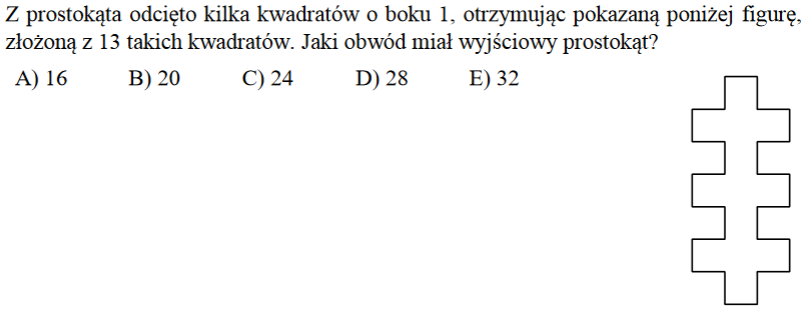 Z prostokąta odcięto kilka kwadratów o boku 1, otrzymując pokazaną poniżej figurę,
złożoną z 13 takich kwadratów. Jaki obwód miał wyjściowy prostokąt?
A) 16 B) 20 C) 24 D) 28 E) 32